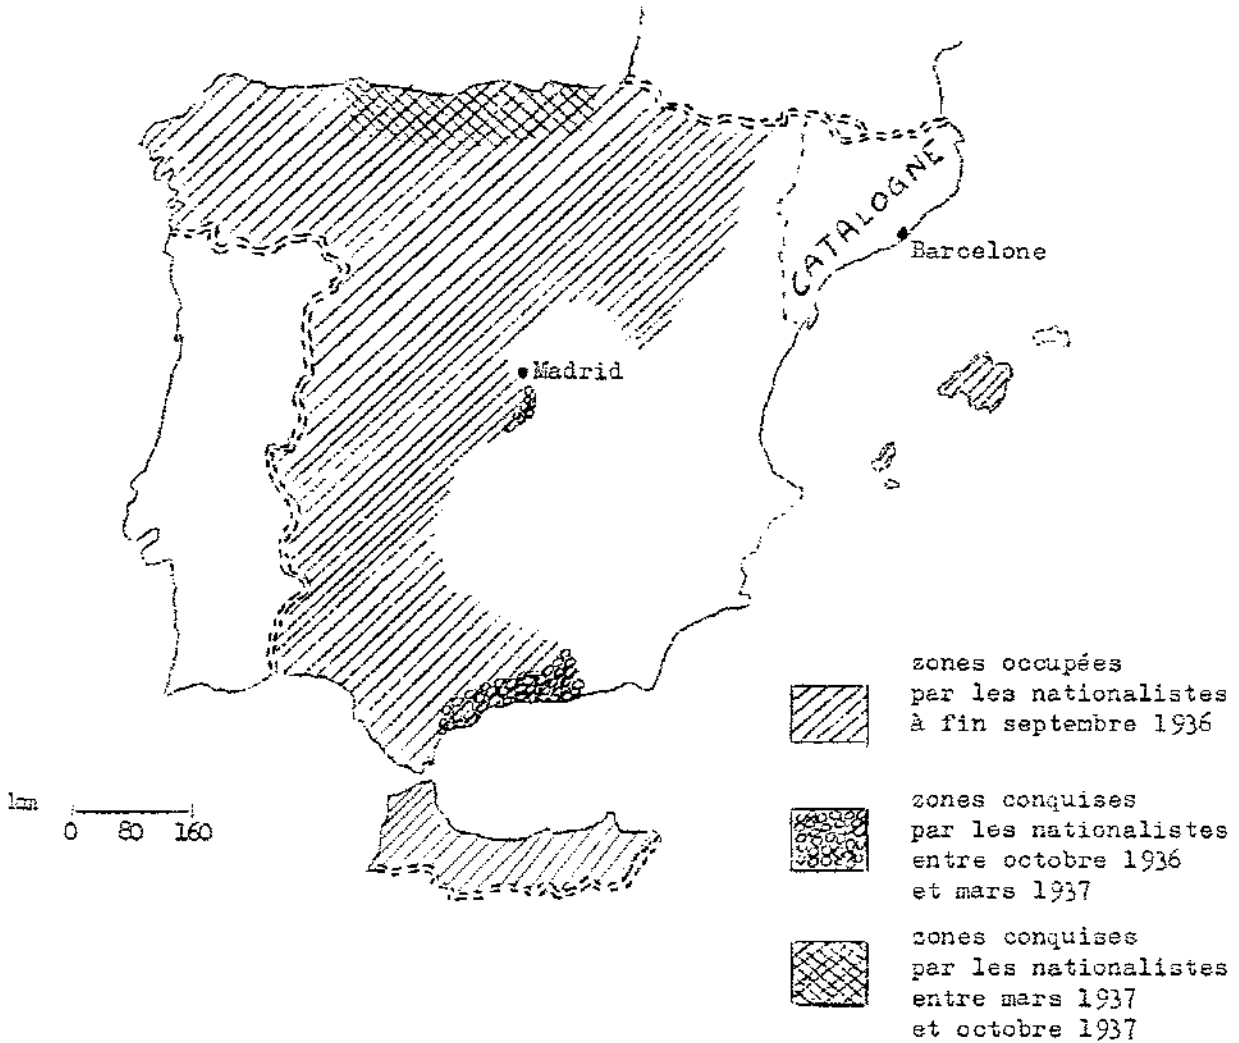 CATALOGNE
Barcelone
Madrid
zones occupées
par les nationalistes
à fin septembre 1936
km
0 80 160
zones conquises
par les nationalistes
entre octobre 1936
et mars 1937
zones conquises
par les nationalistes
entre mars 1937
et octobre 1937